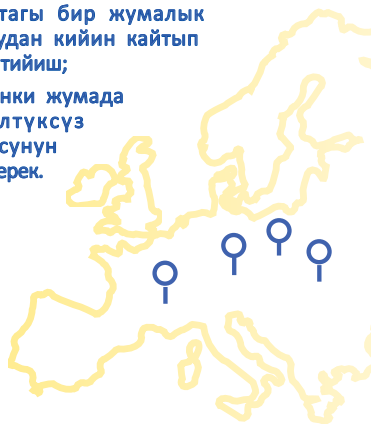 тагы бир жумалык
удан кийин кайтып
тийиш;
нки жумада
лтүксүз
сунун
ерек.